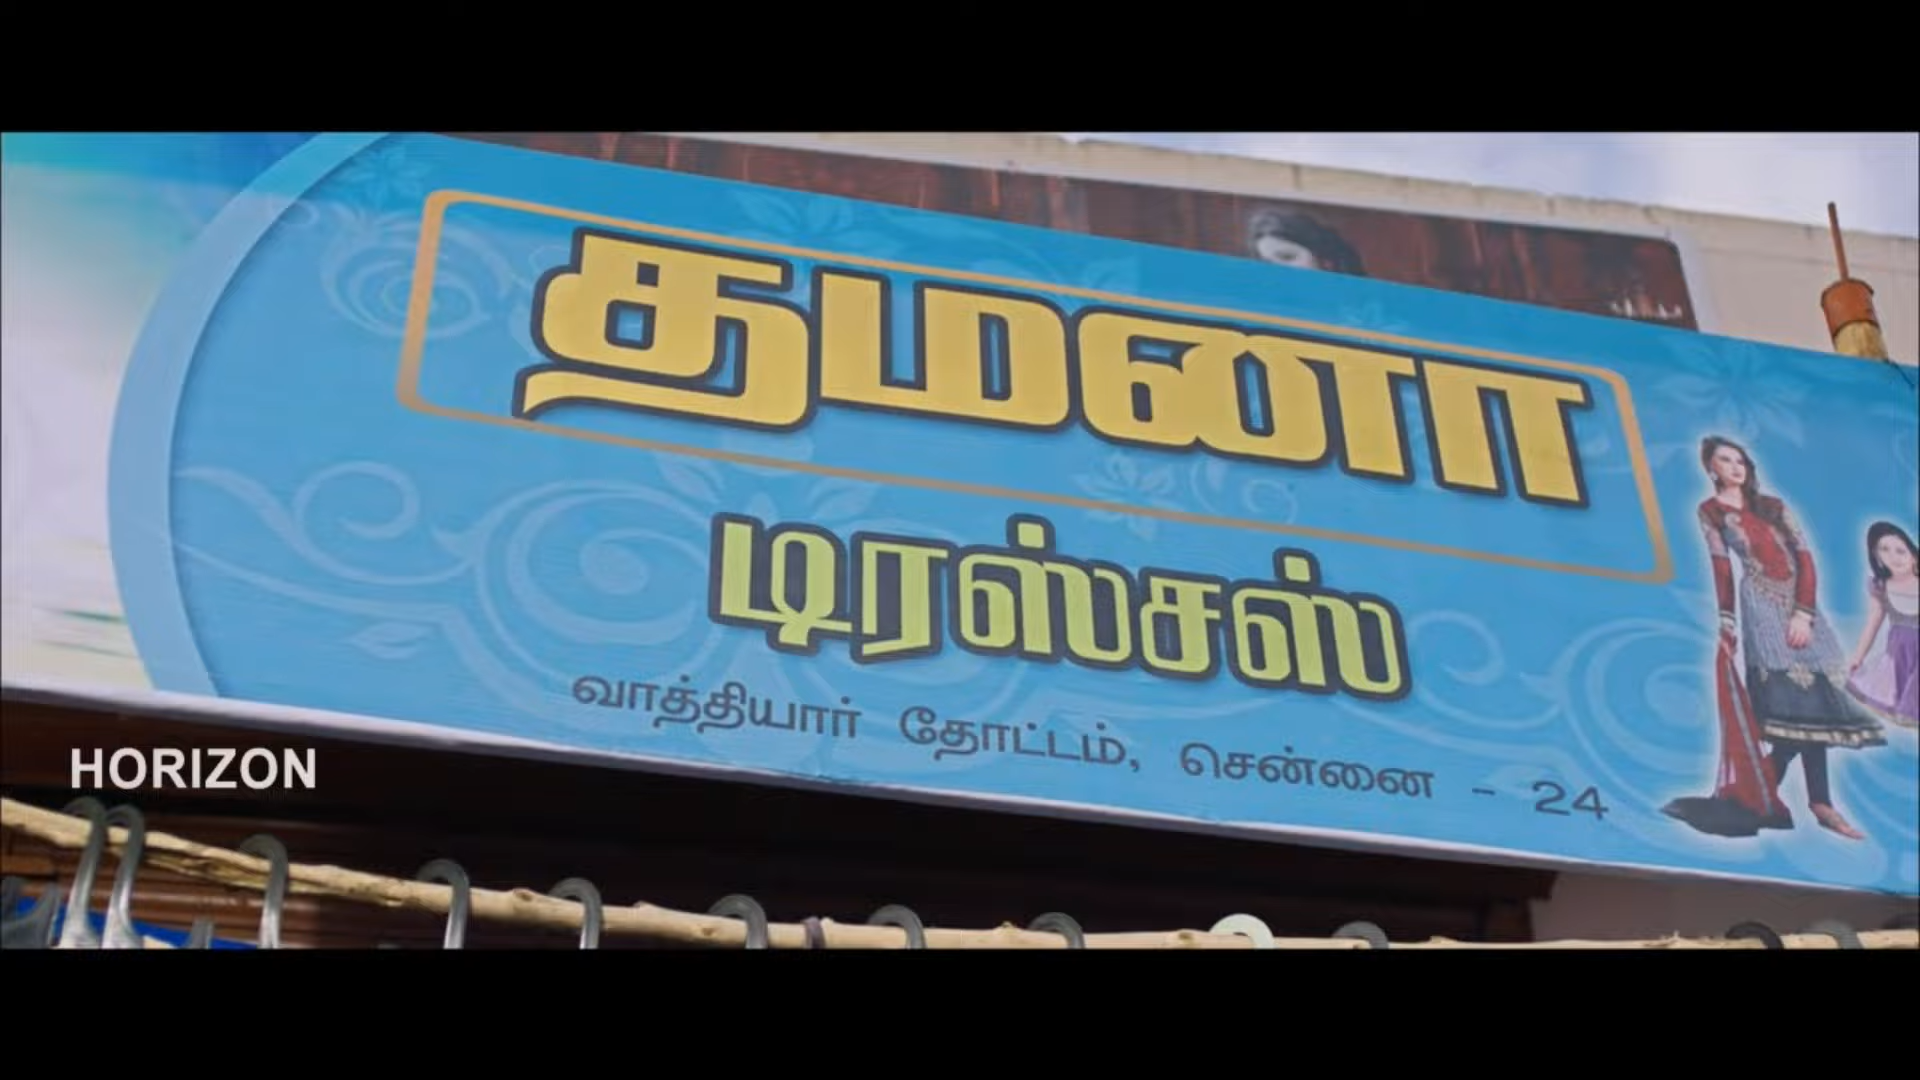 தமனா
டிரஸ்சஸ்
வாத்தியார் தோட்டம், சென்னை - 24
HORIZON